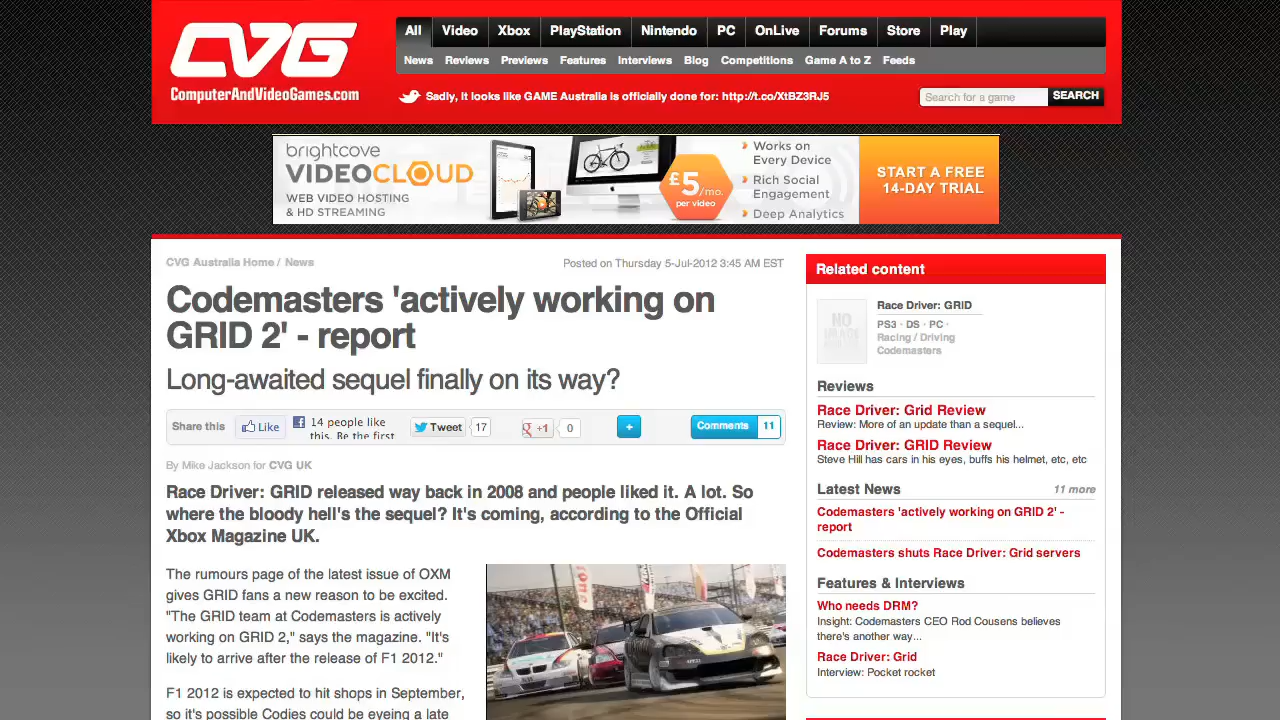 CVG
ComputerAndVideoGames.com
All Video Xbox PlayStation Nintendo PC OnLive Forums Store Play
News Reviews Previews Features Interviews Blog Competitions Game A to Z Feeds
Sadly, it looks like GAME Australia is officially done for: http://t.co/XtBZ3RJ5
Search for a game SEARCH
brightcove
VIDEOCLOUD
WEB VIDEO HOSTING
& HD STREAMING
£5/mo.
per video
Works on
Every Device
Rich Social
Engagement
Deep Analytics
START A FREE
14-DAY TRIAL
CVG Australia Home / News
Posted on Thursday 5-Jul-2012 3:45 AM EST
Codemasters 'actively working on
GRID 2' - report
Long-awaited sequel finally on its way?
Share this Like 14 people like
this. Be the first
Tweet 17 +1 0 + Comments 11
By Mike Jackson for CVG UK
Race Driver: GRID released way back in 2008 and people liked it. A lot. So
where the bloody hell's the sequel? It's coming, according to the Official
Xbox Magazine UK.
The rumours page of the latest issue of OXM
gives GRID fans a new reason to be excited.
"The GRID team at Codemasters is actively
working on GRID 2," says the magazine. "It's
likely to arrive after the release of F1 2012."
F1 2012 is expected to hit shops in September,
so it's possible Codies could be eyeing a late
Related content
NO
IMAGE
Race Driver: GRID
PS3 · DS · PC ·
Racing / Driving
Codemasters
Reviews
Race Driver: Grid Review
Review: More of an update than a sequel...
Race Driver: GRID Review
Steve Hill has cars in his eyes, buffs his helmet, etc, etc
Latest News 11 more
Codemasters 'actively working on GRID 2' -
report
Codemasters shuts Race Driver: Grid servers
Features & Interviews
Who needs DRM?
Insight: Codemasters CEO Rod Cousens believes
there's another way...
Race Driver: Grid
Interview: Pocket rocket